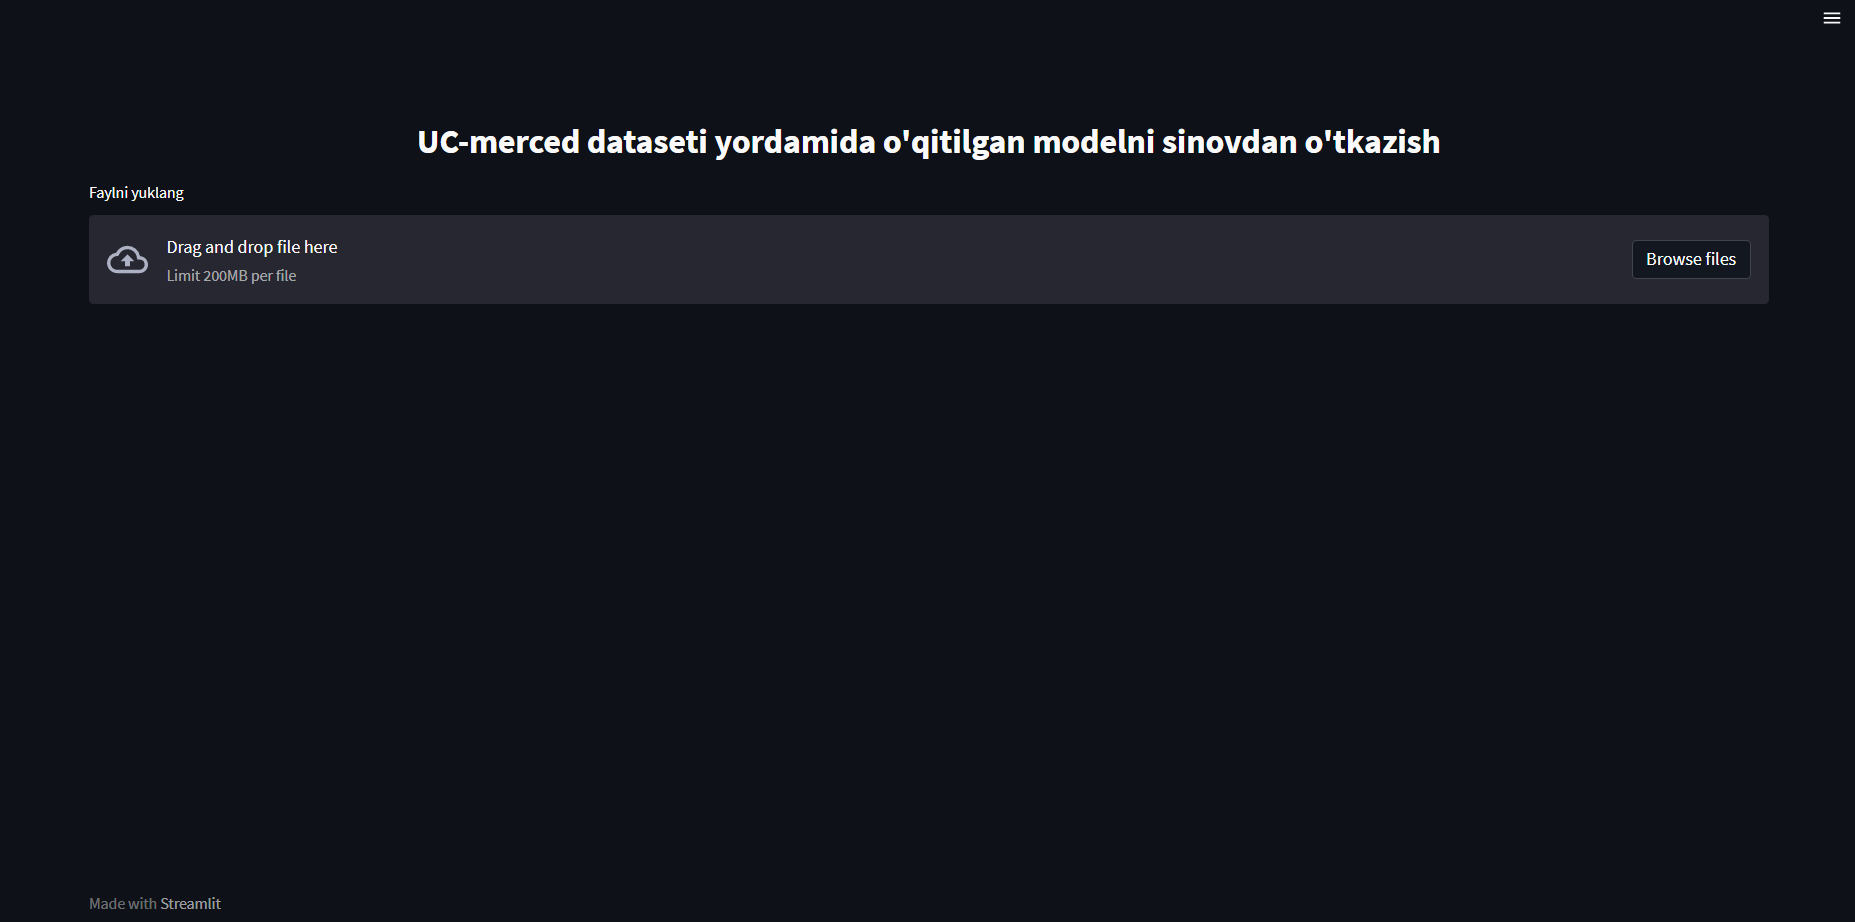 UC-merced dataseti yordamida o'qitilgan modelni sinovdan o'tkazish
Faylni yuklang
Drag and drop file here
Limit 200MB per file
Browse files
Made with Streamlit